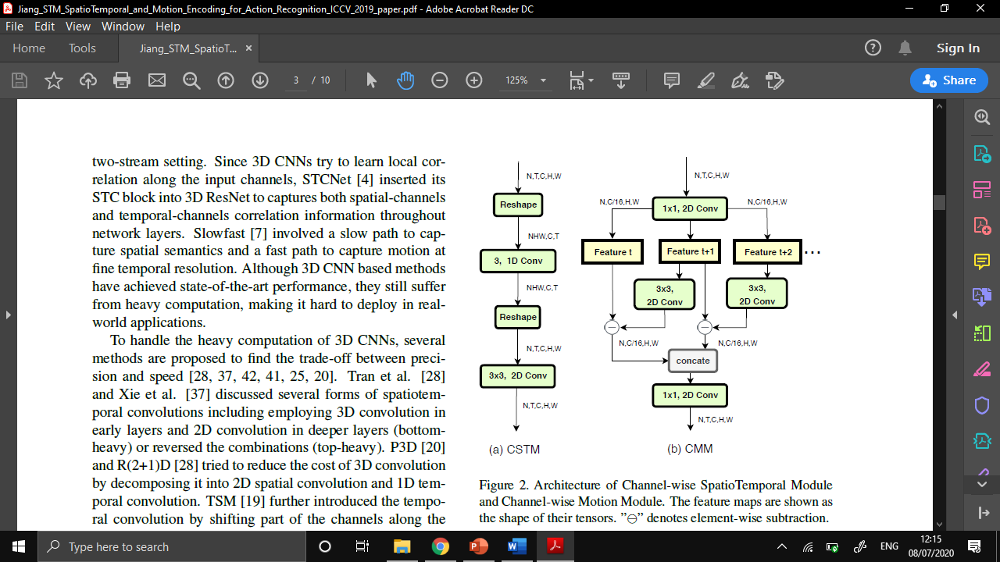 Jiang_STM_SpatioTemporal_and_Motion_Encoding_for_Action_Recognition_ICCV_2019_paper.pdf - Adobe Acrobat Reader DC
File Edit View Window Help
Home Tools Jiang_STM_SpatioT... × Sign In
3 / 10 125% Share
two-stream setting. Since 3D CNNs try to learn local cor-
relation along the input channels, STCNet [4] inserted its
STC block into 3D ResNet to captures both spatial-channels
and temporal-channels correlation information throughout
network layers. Slowfast [7] involved a slow path to cap-
ture spatial semantics and a fast path to capture motion at
fine temporal resolution. Although 3D CNN based methods
have achieved state-of-the-art performance, they still suffer
from heavy computation, making it hard to deploy in real-
world applications.
To handle the heavy computation of 3D CNNs, several
methods are proposed to find the trade-off between preci-
sion and speed [28, 37, 42, 41, 25, 20]. Tran et al. [28]
and Xie et al. [37] discussed several forms of spatiotem-
poral convolutions including employing 3D convolution in
early layers and 2D convolution in deeper layers (bottom-
heavy) or reversed the combinations (top-heavy). P3D [20]
and R(2+1)D [28] tried to reduce the cost of 3D convolution
by decomposing it into 2D spatial convolution and 1D tem-
poral convolution. TSM [19] further introduced the tempo-
ral convolution by shifting part of the channels along the
N,T,C,H,W
Reshape
NHW,C,T
3, 1D Conv
NHW,C,T
Reshape
N,T,C,H,W
3x3, 2D Conv
N,T,C,H,W
(a) CSTM
N,T,C,H,W
N,C/16,H,W 1x1, 2D Conv N,C/16,H,W
Feature t Feature t+1 Feature t+2 ...
3x3,
2D Conv
3x3,
2D Conv
N,C/16,H,W N,C/16,H,W
concate
1x1, 2D Conv
N,T,C,H,W
(b) CMM
Figure 2. Architecture of Channel-wise SpatioTemporal Module
and Channel-wise Motion Module. The feature maps are shown as
the shape of their tensors. ”⊖” denotes element-wise subtraction.
Type here to search
ENG
12:15
08/07/2020